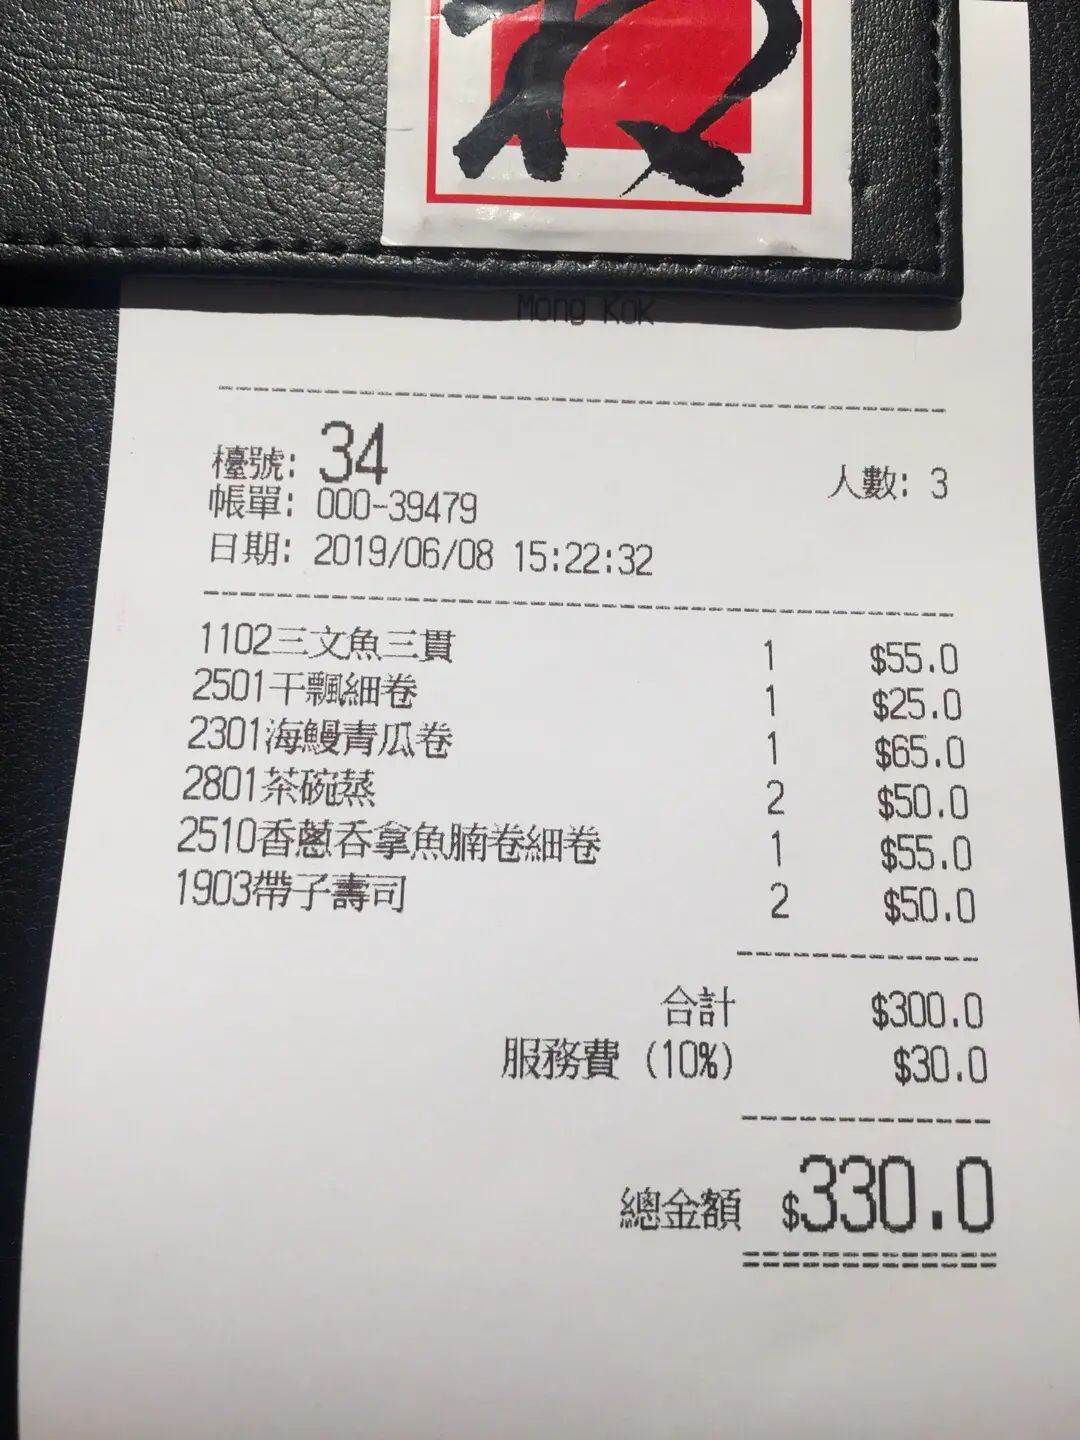 Mong Kok
檯號: 34 人數: 3
帳單: 000-39479
日期: 2019/06/08 15:22:32
1102三文魚三貫 1 $55.0
2501干瓢細卷 1 $25.0
2301海鰻青瓜卷 1 $65.0
2801茶碗蒸 2 $50.0
2510香蔥吞拿魚腩卷細卷 1 $55.0
1903帶子壽司 2 $50.0
合計 $300.0
服務費 (10%) $30.0
總金額 $330.0